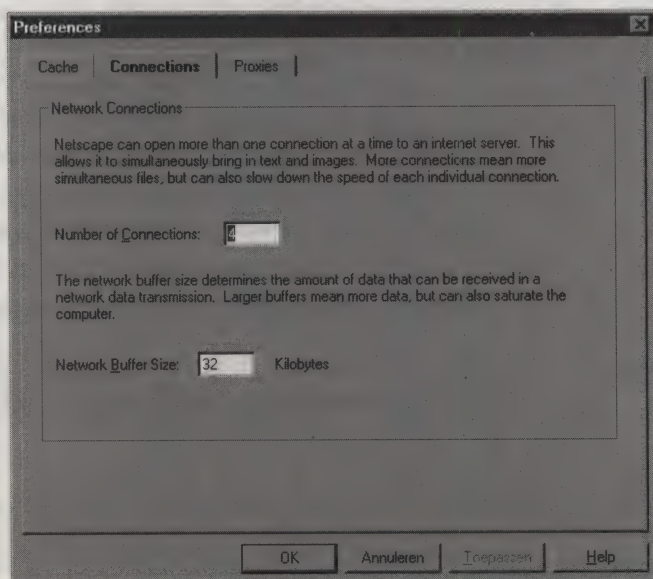 Preferences
Cache Connections Proxies
Network Connections
Netscape can open more than one connection at a time to an internet server. This
allows it to simultaneously bring in text and images. More connections mean more
simultaneous files, but can also slow down the speed of each individual connection.
Number of Connections: 4
The network buffer size determines the amount of data that can be received in a
network data transmission. Larger buffers mean more data, but can also saturate the
computer.
Network Buffer Size: 32 Kilobytes
OK Annuleren Toepassen Help